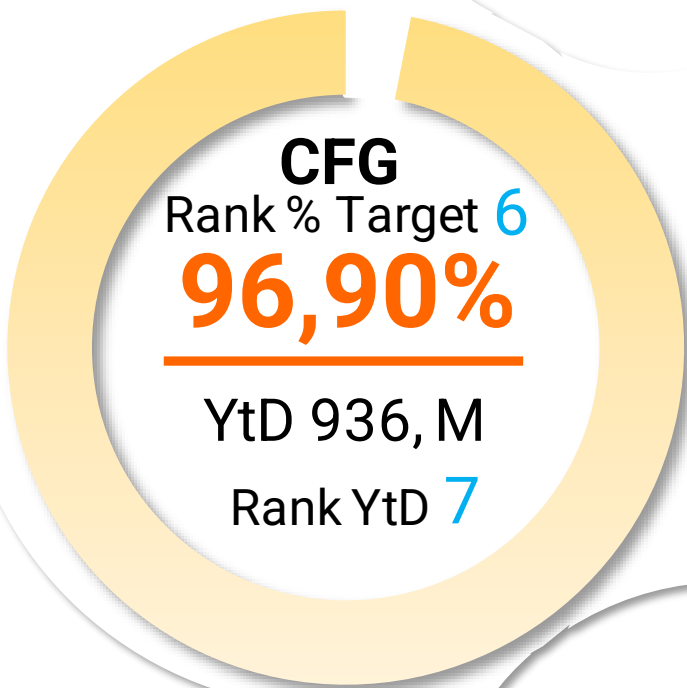 CFG
Rank % Target 6
96,90%
YtD 936, M
Rank YtD 7